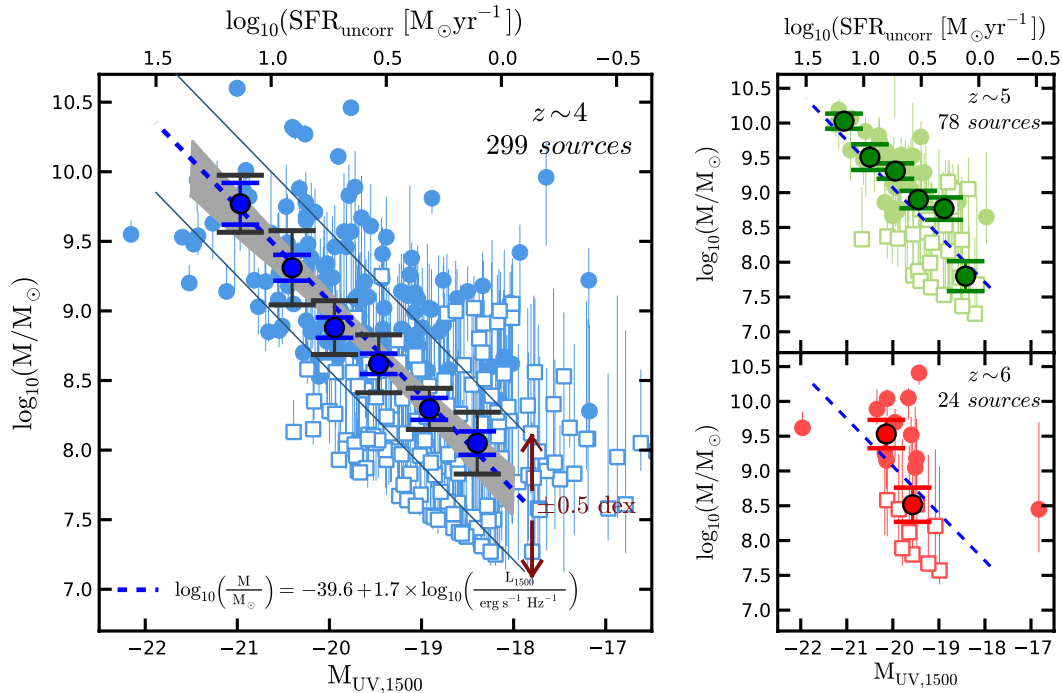 log₁₀(SFR_uncorr [M⊙yr⁻¹])
1.5 1.0 0.5 0.0 −0.5
z∼4
299 sources
10.5
10.0
9.5
9.0
8.5
8.0
7.5
7.0
log₁₀(M/M⊙)
±0.5 dex
log₁₀(M/M⊙) = −39.6+1.7 × log₁₀(L₁₅₀₀/erg s⁻¹ Hz⁻¹)
−22 −21 −20 −19 −18 −17
M_UV,1500
log₁₀(SFR_uncorr [M⊙yr⁻¹])
1.5 1.0 0.5 0.0 −0.5
z∼5
78 sources
10.5
10.0
9.5
9.0
8.5
8.0
7.5
7.0
log₁₀(M/M⊙)
z∼6
24 sources
10.5
10.0
9.5
9.0
8.5
8.0
7.5
7.0
log₁₀(M/M⊙)
−22 −21 −20 −19 −18 −17
M_UV,1500